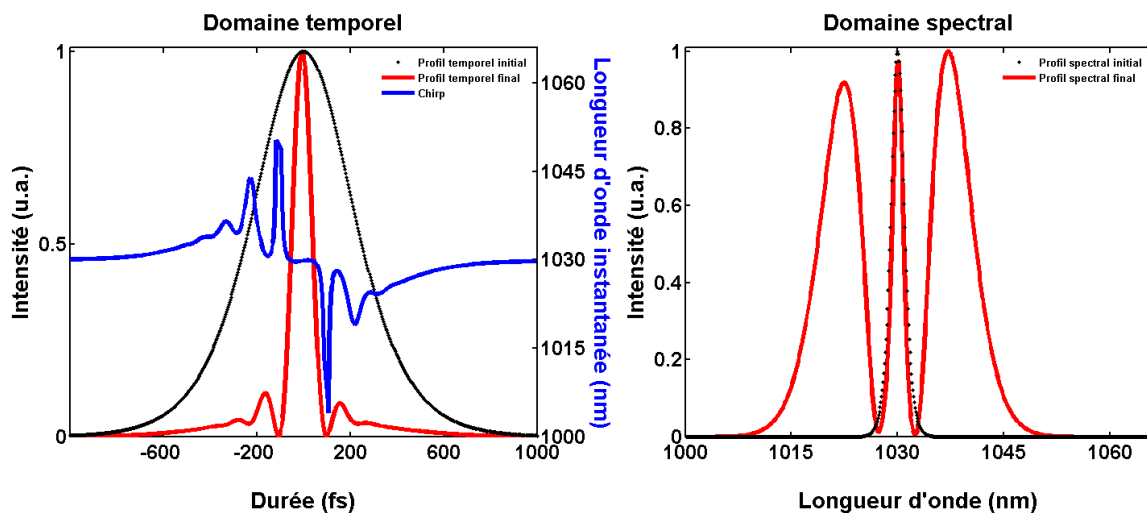 Domaine temporel
Profil temporel initial
Profil temporel final
Chirp
Intensité (u.a.)
1
0.5
0
-600
-200
200
600
1000
Durée (fs)
1065
1060
1045
1030
1015
1000
Longueur d'onde instantanée (nm)
Domaine spectral
Profil spectral initial
Profil spectral final
Intensité (u.a.)
1
0.8
0.6
0.4
0.2
0
1000
1015
1030
1045
1060
Longueur d'onde (nm)